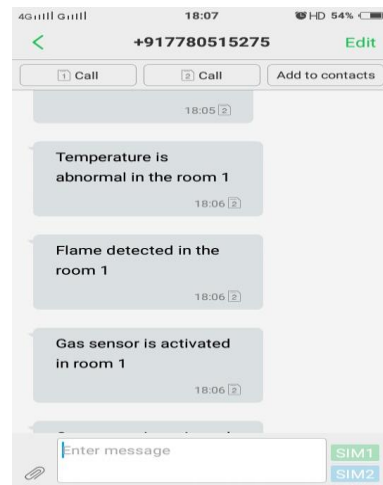 4G G 18:07 HD 54%
+917780515275 Edit
1 Call 2 Call Add to contacts
18:05 2
Temperature is
abnormal in the room 1
18:06 2
Flame detected in the
room 1
18:06 2
Gas sensor is activated
in room 1
18:06 2
Enter message
SIM1
SIM2